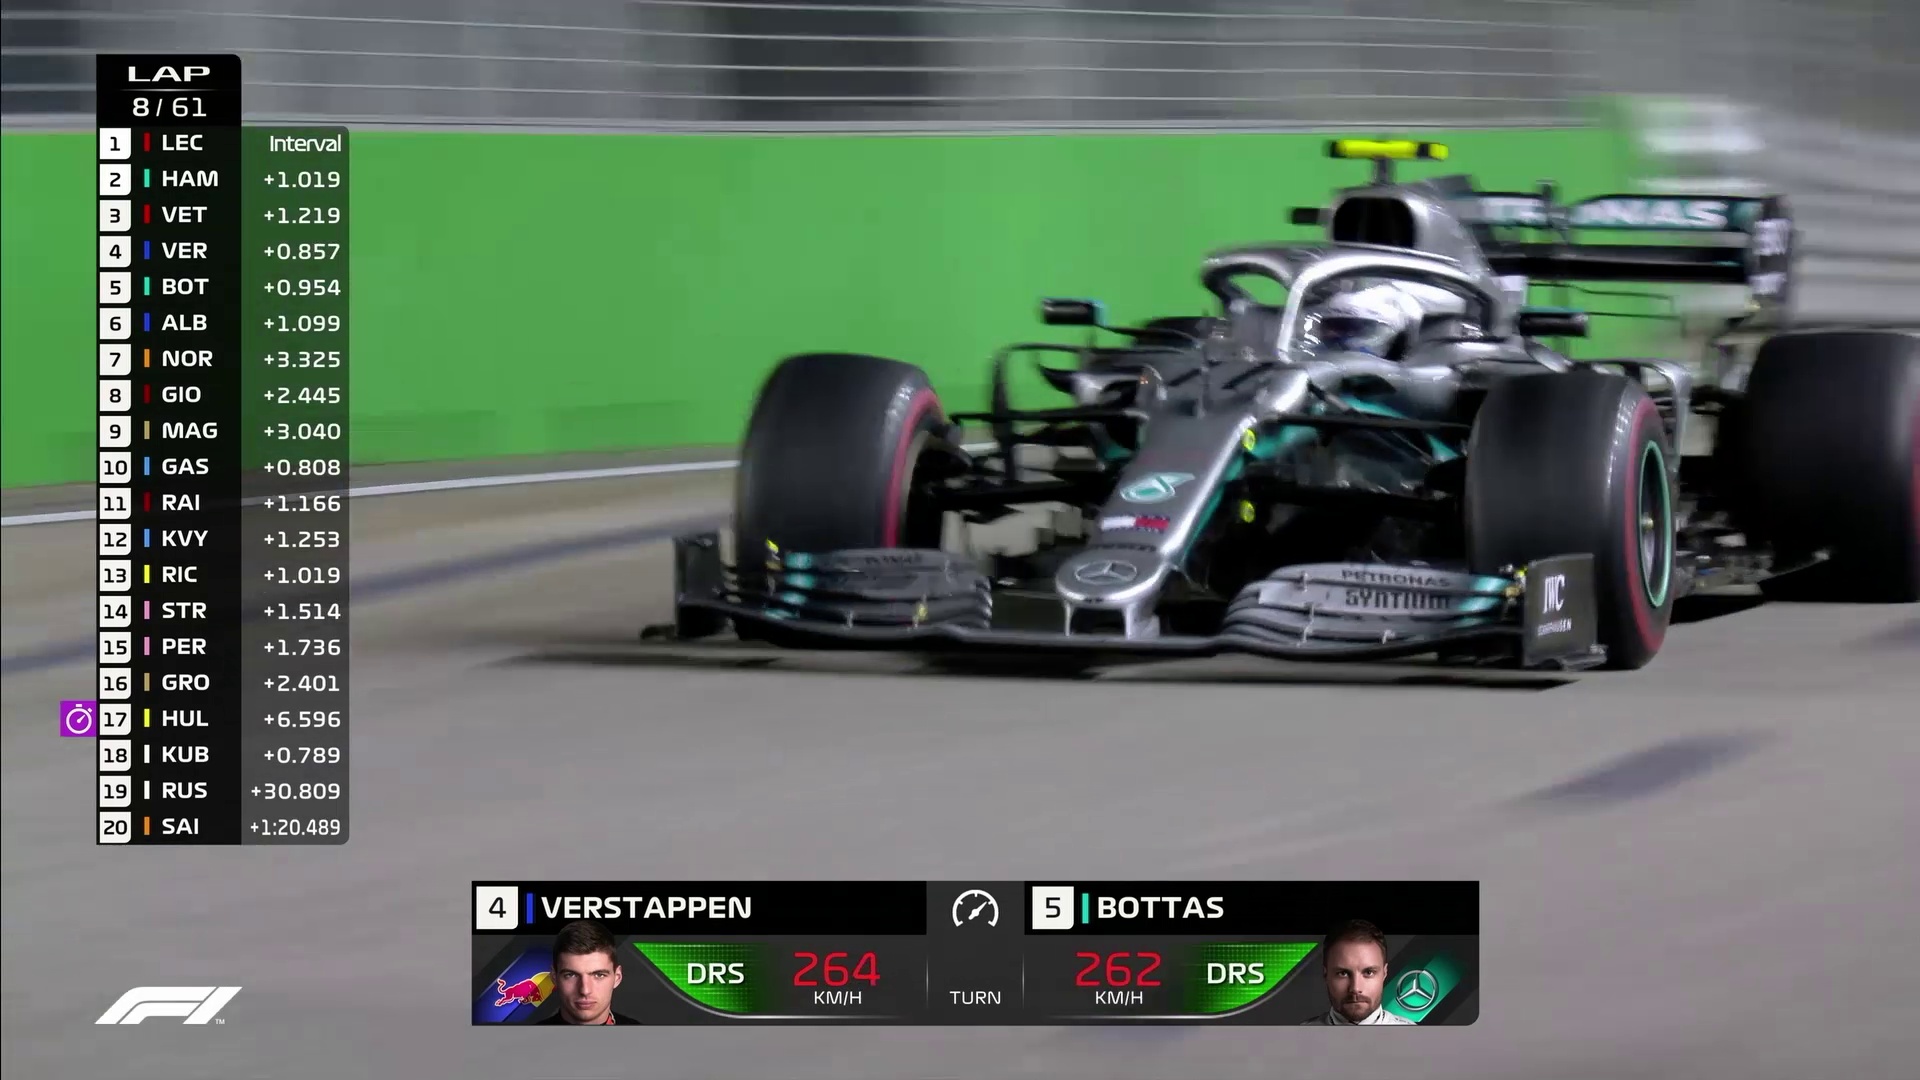 LAP
8 / 61
1 LEC Interval
2 HAM +1.019
3 VET +1.219
4 VER +0.857
5 BOT +0.954
6 ALB +1.099
7 NOR +3.325
8 GIO +2.445
9 MAG +3.040
10 GAS +0.808
11 RAI +1.166
12 KVY +1.253
13 RIC +1.019
14 STR +1.514
15 PER +1.736
16 GRO +2.401
17 HUL +6.596
18 KUB +0.789
19 RUS +30.809
20 SAI +1:20.489
PETRONAS
SYNTIUM
IWC
4 VERSTAPPEN
DRS 264
KM/H
TURN
5 BOTTAS
262 DRS
KM/H
F1
TM